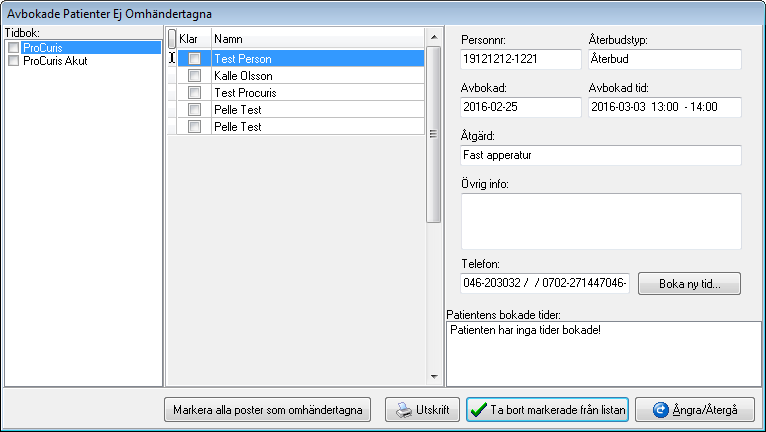 Avbokade Patienter Ej Omhändertagna
Tidbok:
ProCuris
ProCuris Akut
Klar Namn
Test Person
Kalle Olsson
Test Procuris
Pelle Test
Pelle Test
Personnr: Återbudstyp:
19121212-1221 Återbud
Avbokad: Avbokad tid:
2016-02-25 2016-03-03 13:00 - 14:00
Åtgärd:
Fast apperatur
Övrig info:
Telefon:
046-203032 / / 0702-271447046- Boka ny tid...
Patientens bokade tider:
Patienten har inga tider bokade!
Markera alla poster som omhändertagna Utskrift Ta bort markerade från listan Ångra/Återgå